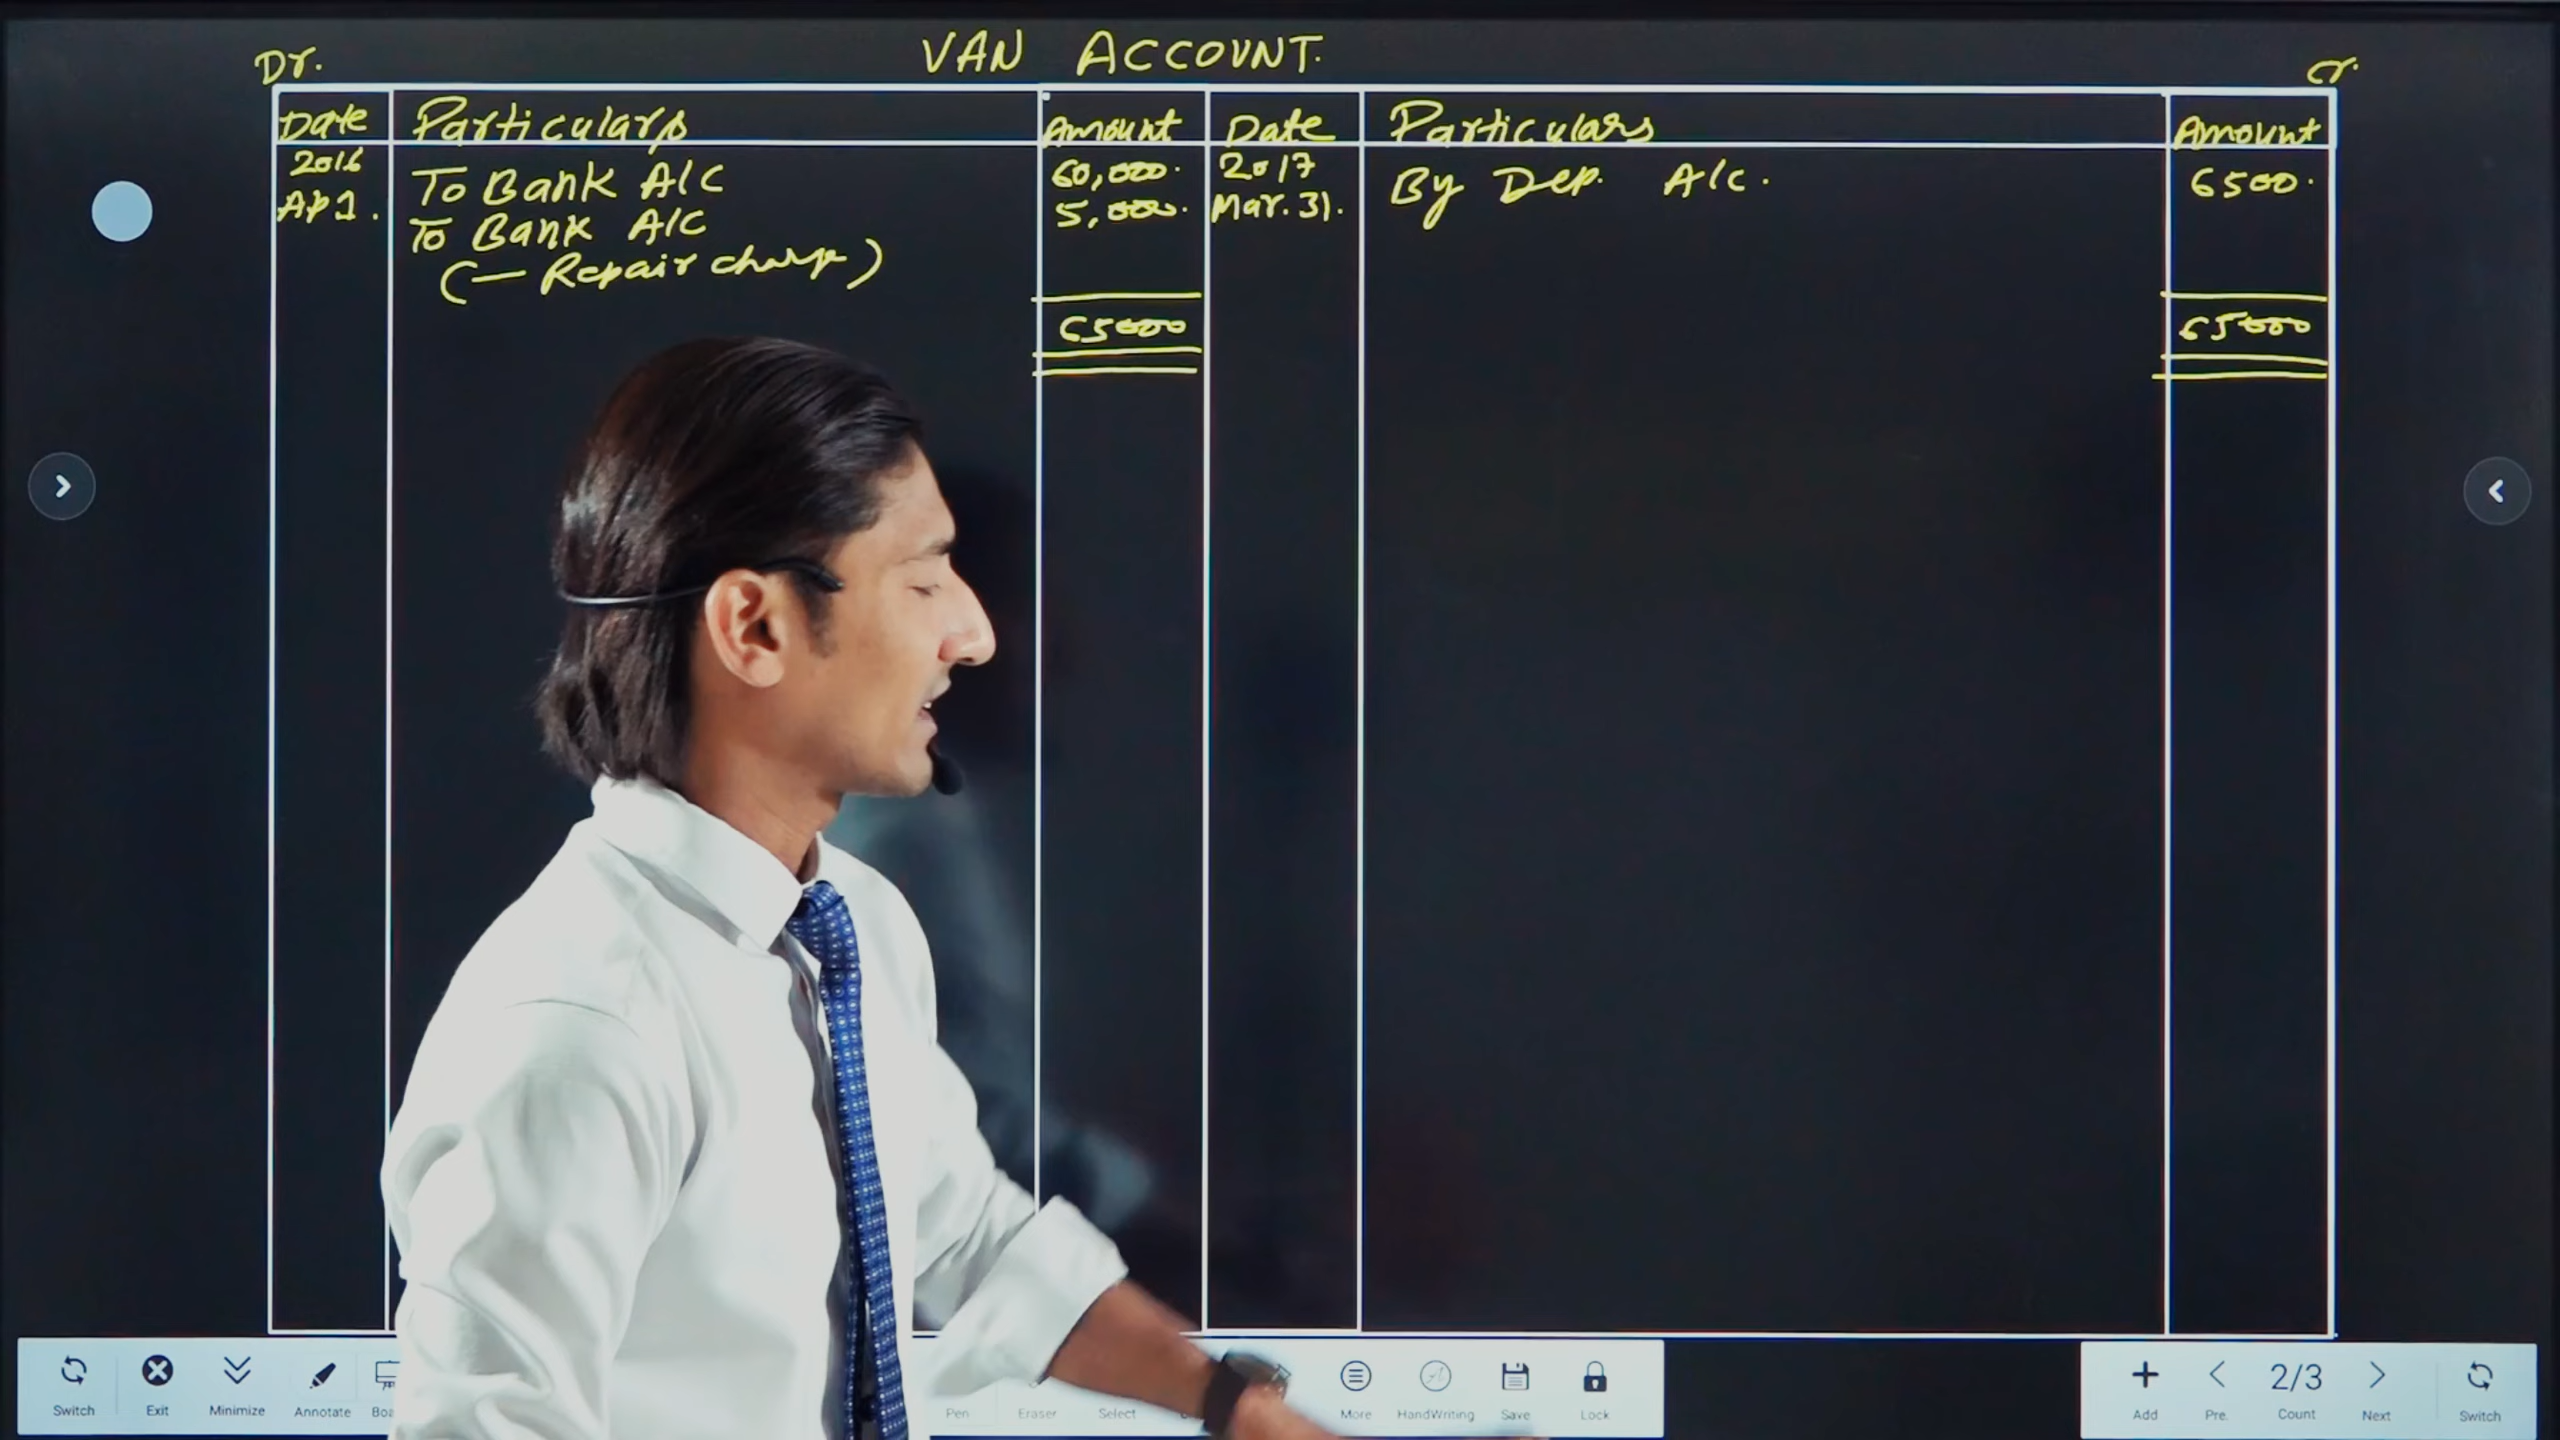 VAN ACCOUNT.
Dr.
Cr.
Date Particulars Amount Date Particulars Amount
2016 To Bank A/c 60,000. 2017 By Dep. A/c. 6500.
Ap 1. To Bank A/c 5,000. Mar. 31.
(— Repair charge)
65000 65000
Switch Exit Minimize Annotate Pen Eraser Select More HandWriting Save Lock
2/3
Add Pre. Count Next Switch